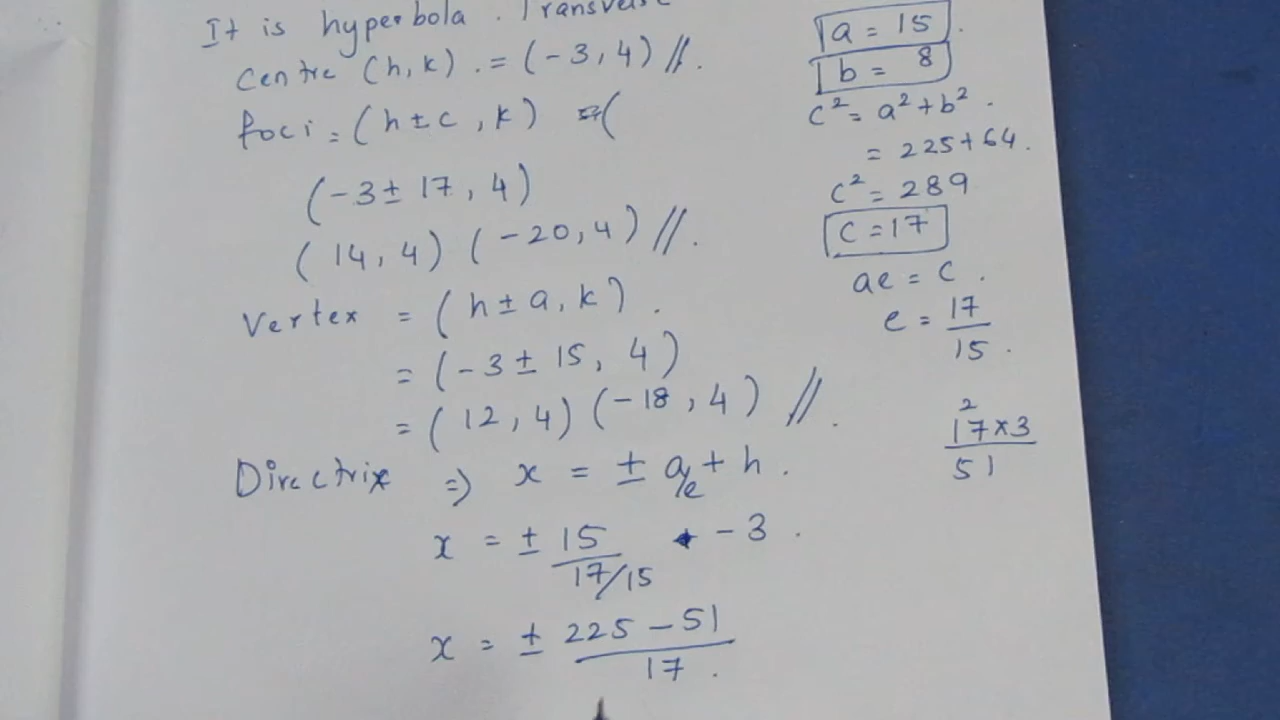 It is hyperbola. Transverse
Centre (h, k). = (-3, 4) //.
foci = (h ± c, k) = (
(-3 ± 17, 4)
(14, 4) (-20, 4) //.
Vertex = (h ± a, k).
= (-3 ± 15, 4)
= (12, 4) (-18, 4) //.
Directrix => x = ± a/e + h.
x = ± 15 / 17/15 -3.
x = ± 225 - 51 / 17.
a = 15.
b = 8
c² = a² + b².
= 225 + 64.
c² = 289
c = 17
ae = c.
e = 17/15.
2
17 × 3
51